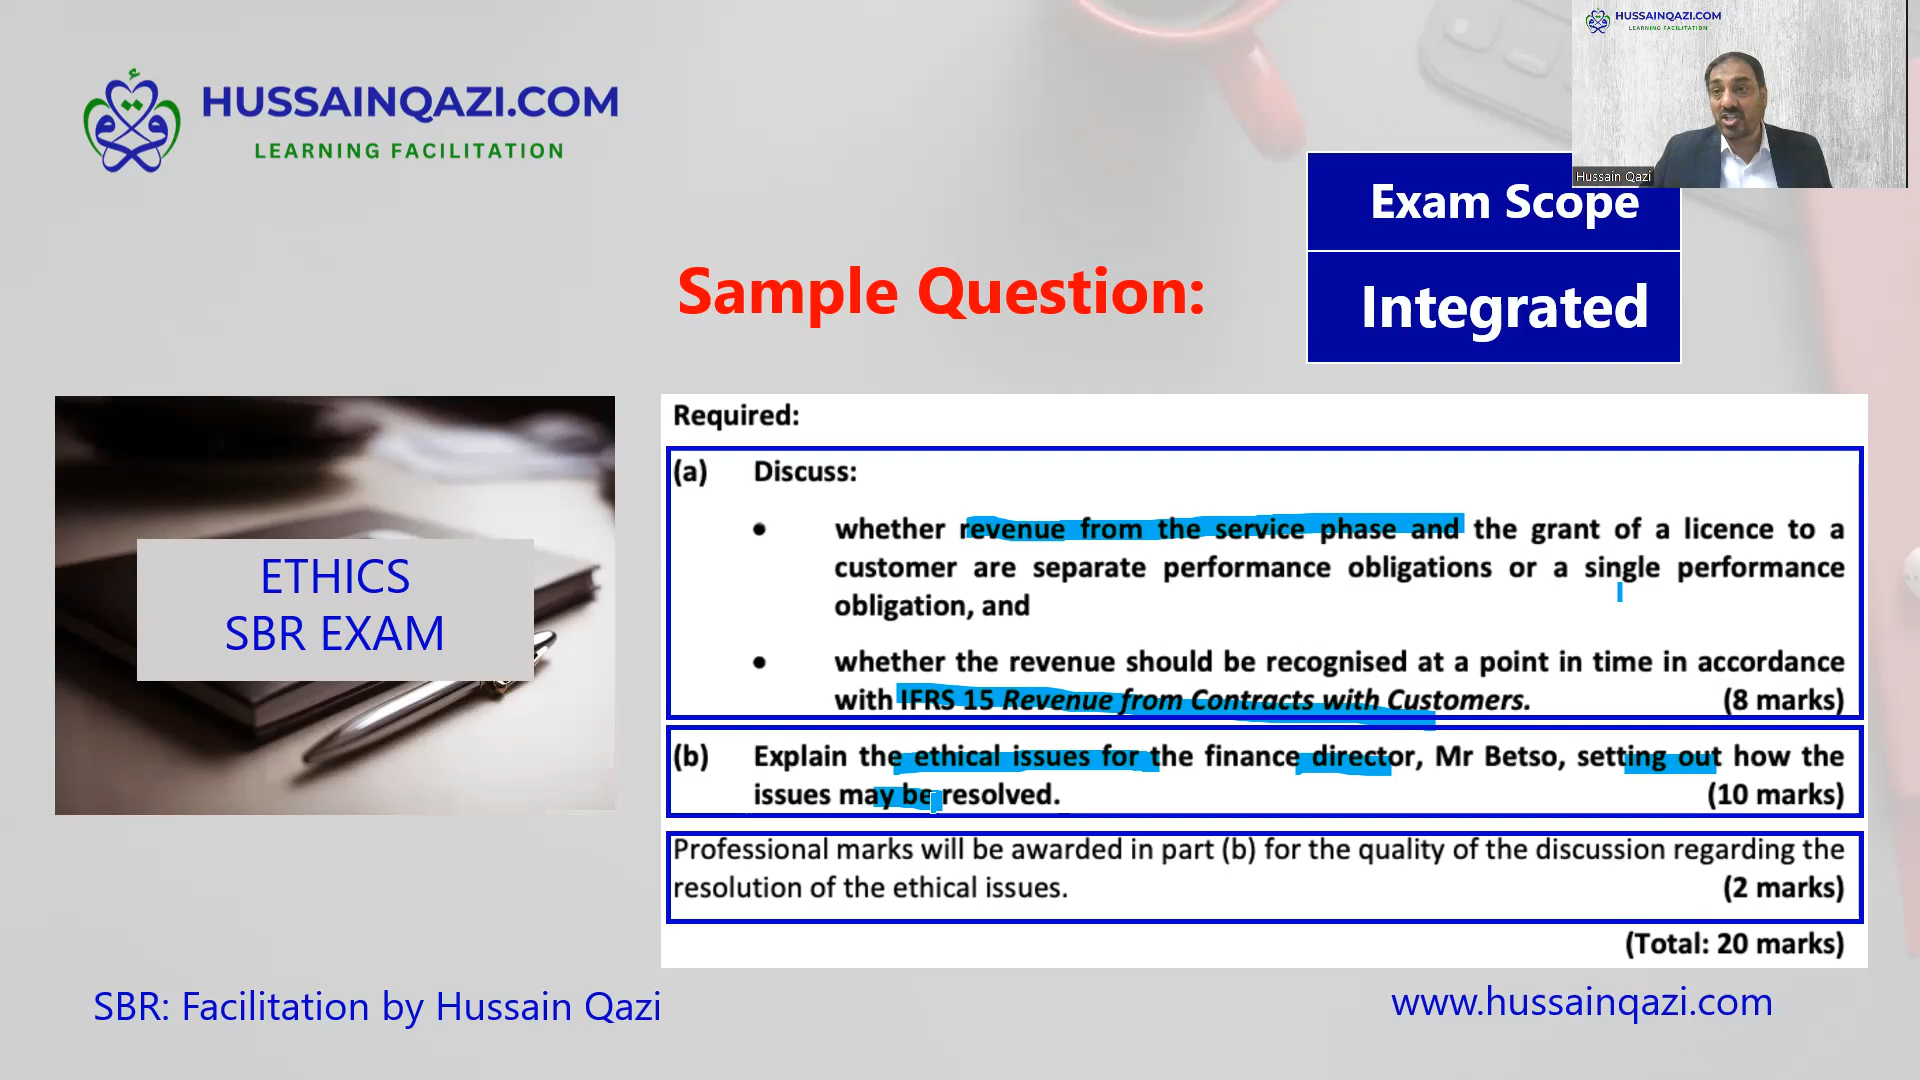 HUSSAINQAZI.COM
LEARNING FACILITATION
HUSSAINQAZI.COM
LEARNING FACILITATION
Hussain Qazi
Exam Scope
Integrated
Sample Question:
ETHICS
SBR EXAM
Required:
(a) Discuss:
• whether revenue from the service phase and the grant of a licence to a
customer are separate performance obligations or a single performance
obligation, and
• whether the revenue should be recognised at a point in time in accordance
with IFRS 15 Revenue from Contracts with Customers. (8 marks)
(b) Explain the ethical issues for the finance director, Mr Betso, setting out how the
issues may be resolved. (10 marks)
Professional marks will be awarded in part (b) for the quality of the discussion regarding the
resolution of the ethical issues. (2 marks)
(Total: 20 marks)
SBR: Facilitation by Hussain Qazi
www.hussainqazi.com